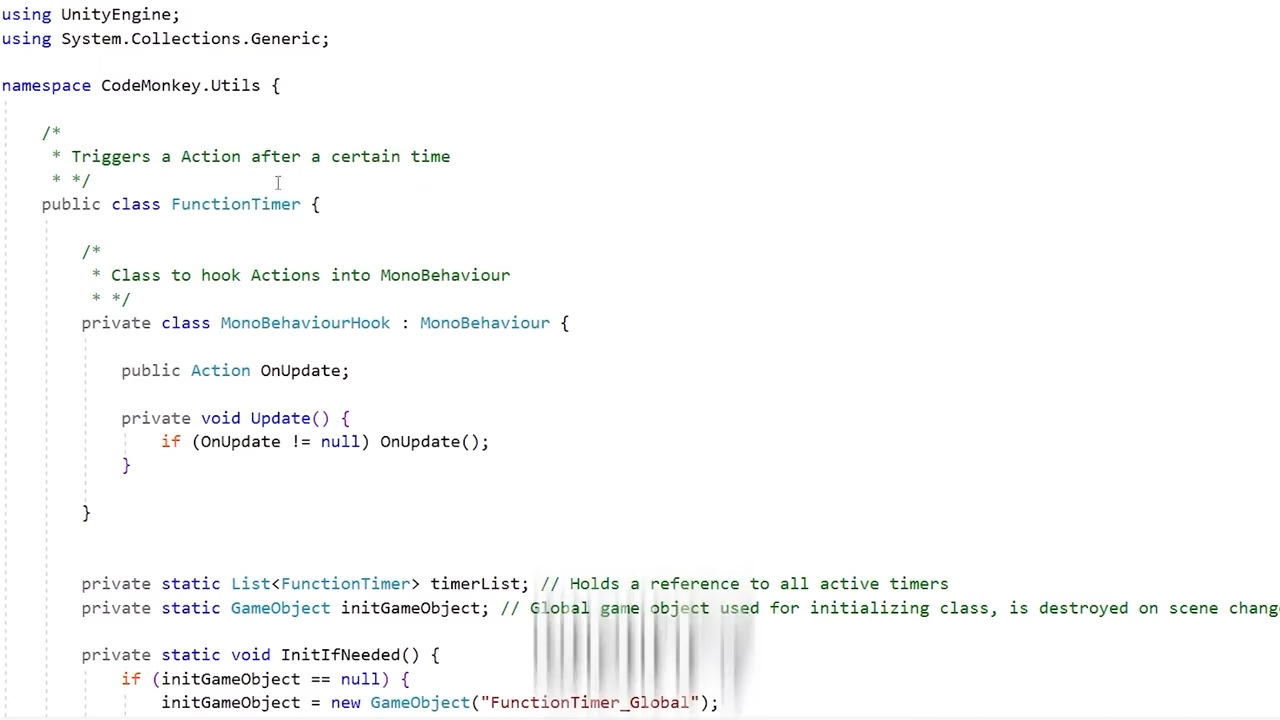 using UnityEngine;
using System.Collections.Generic;
namespace CodeMonkey.Utils {
/*
* Triggers a Action after a certain time
* */
public class FunctionTimer {
/*
* Class to hook Actions into MonoBehaviour
* */
private class MonoBehaviourHook : MonoBehaviour {
public Action OnUpdate;
private void Update() {
if (OnUpdate != null) OnUpdate();
}
}
private static List<FunctionTimer> timerList; // Holds a reference to all active timers
private static GameObject initGameObject; // Global game object used for initializing class, is destroyed on scene chang
private static void InitIfNeeded() {
if (initGameObject == null) {
initGameObject = new GameObject("FunctionTimer_Global");